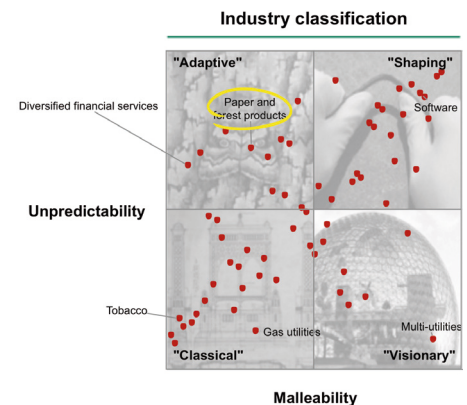 Industry classification
"Adaptive"
"Shaping"
Paper and
forest products
Diversified financial services
Software
Unpredictability
Tobacco
Gas utilities
Multi-utilities
"Classical"
"Visionary"
Malleability